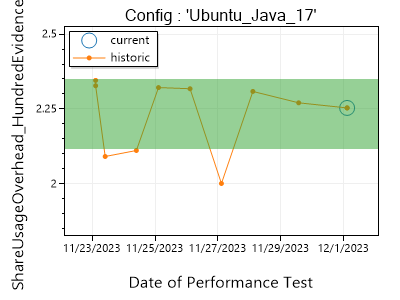 Config : 'Ubuntu_Java_17'
ShareUsageOverhead_HundredEvidence
current
historic
2.5
2.25
2
11/23/2023 11/25/2023 11/27/2023 11/29/2023 12/1/2023
Date of Performance Test